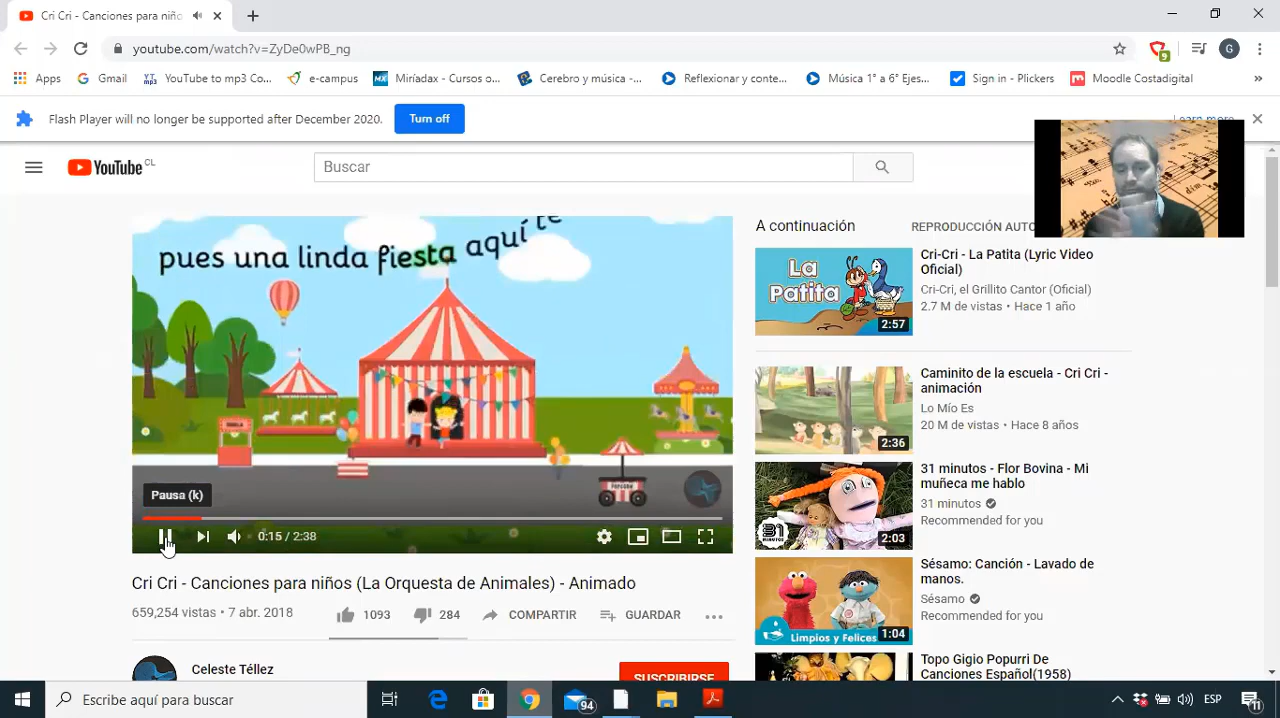 Cri Cri - Canciones para niño
youtube.com/watch?v=ZyDe0wPB_ng
9
G
Apps
Gmail
YouTube to mp3 Co...
e-campus
Miríadax - Cursos o...
Cerebro y música -...
Reflexionar y conte...
Música 1° a 6° Ejes...
Sign in - Plickers
Moodle Costadigital
»
Flash Player will no longer be supported after December 2020.
Turn off
Learn more
YouTube CL
Buscar
pues una linda fiesta aquí te
Pausa (k)
0:15 / 2:38
Cri Cri - Canciones para niños (La Orquesta de Animales) - Animado
659,254 vistas • 7 abr. 2018
1093
284
COMPARTIR
GUARDAR
Celeste Téllez
SUSCRIBIRSE
A continuación
REPRODUCCIÓN AUTO
La Patita
2:57
Cri-Cri - La Patita (Lyric Video
Oficial)
Cri-Cri, el Grillito Cantor (Oficial)
2.7 M de vistas • Hace 1 año
2:36
Caminito de la escuela - Cri Cri -
animación
Lo Mío Es
20 M de vistas • Hace 8 años
31
2:03
31 minutos - Flor Bovina - Mi
muñeca me hablo
31 minutos
Recommended for you
Limpios y Felices
1:04
Sésamo: Canción - Lavado de
manos.
Sésamo
Recommended for you
Topo Gigio Popurri De
Canciones Español(1958)
Escribe aquí para buscar
94
ESP
11